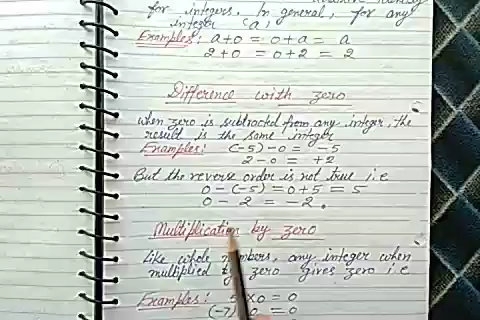 for integers. In general, for any
integer 'a',
Examples: a+0 = 0+a = a
2+0 = 0+2 = 2
Difference with zero
when zero is subtracted from any integer, the
result is the same integer
Examples: (-5)-0 = -5
2-0 = +2
But the reverse order is not true i.e
0-(-5) = 0+5 = 5
0 - 2 = -2.
Multiplication by zero
Like whole numbers, any integer when
multiplied by zero gives zero i.e
Examples: 5×0 = 0
(-7) 0 = 0